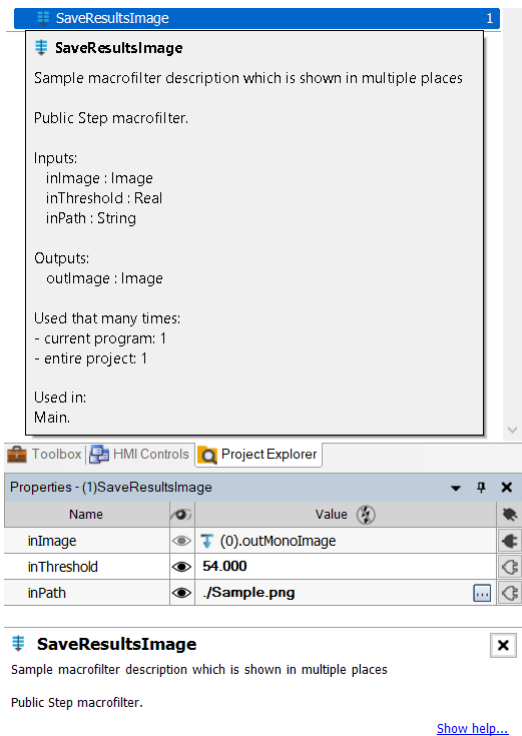 SaveResultsImage 1
SaveResultsImage
Sample macrofilter description which is shown in multiple places
Public Step macrofilter.
Inputs:
inImage : Image
inThreshold : Real
inPath : String
Outputs:
outImage : Image
Used that many times:
- current program: 1
- entire project: 1
Used in:
Main.
Toolbox HMI Controls Project Explorer
Properties - (1)SaveResultsImage
Name Value
inImage (0).outMonoImage
inThreshold 54.000
inPath ./Sample.png ...
SaveResultsImage
Sample macrofilter description which is shown in multiple places
Public Step macrofilter.
Show help...